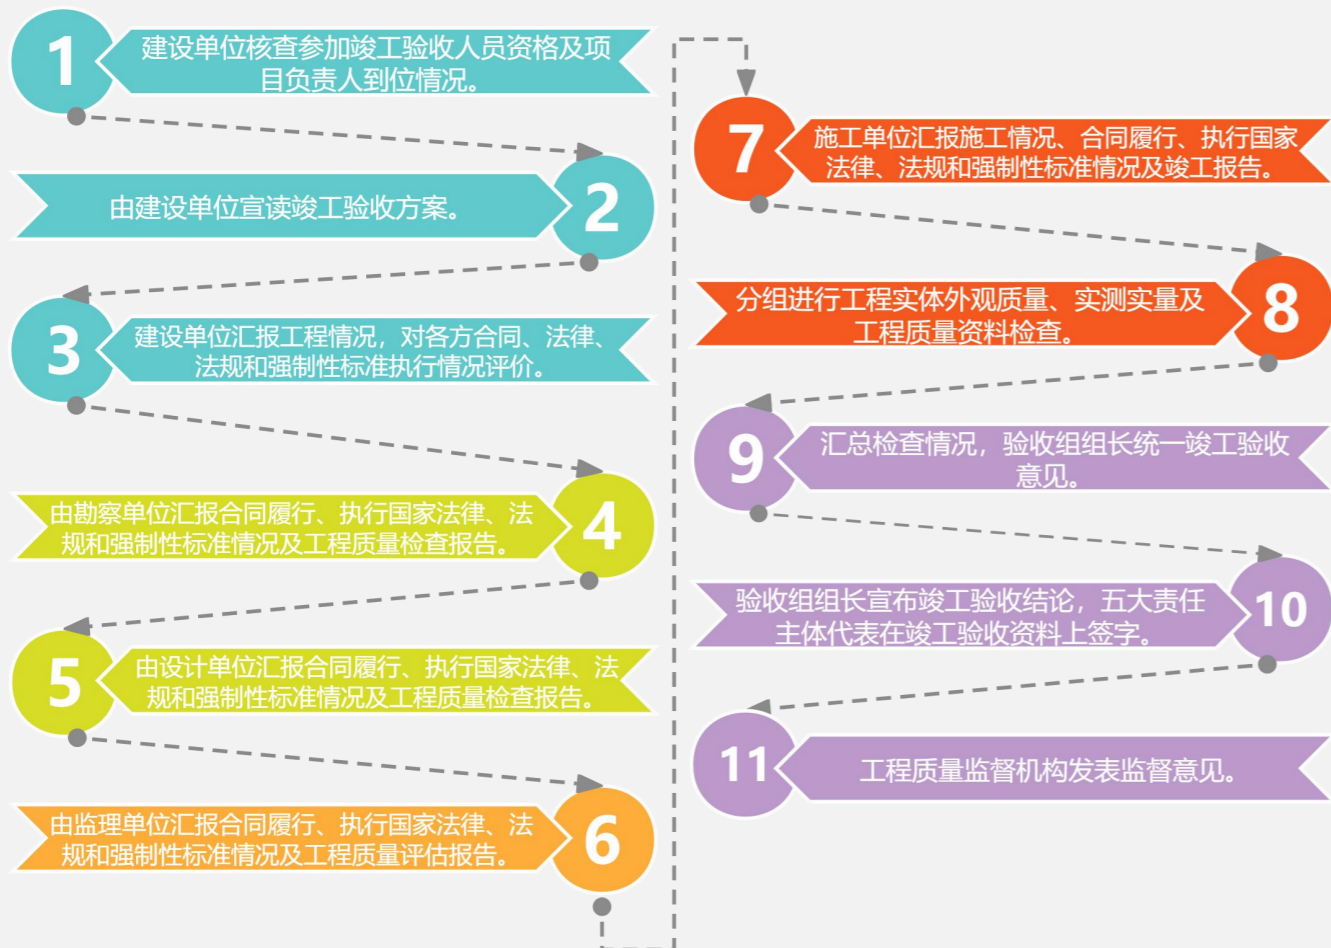 1
建设单位核查参加竣工验收人员资格及项
目负责人到位情况。
由建设单位宣读竣工验收方案。
2
3
建设单位汇报工程情况，对各方合同、法律、
法规和强制性标准执行情况评价。
由勘察单位汇报合同履行、执行国家法律、法
规和强制性标准情况及工程质量检查报告。
4
5
由设计单位汇报合同履行、执行国家法律、法
规和强制性标准情况及工程质量检查报告。
由监理单位汇报合同履行、执行国家法律、法
规和强制性标准情况及工程质量评估报告。
6
7
施工单位汇报施工情况、合同履行、执行国家
法律、法规和强制性标准情况及竣工报告。
分组进行工程实体外观质量、实测实量及
工程质量资料检查。
8
9
汇总检查情况，验收组组长统一竣工验收
意见。
验收组组长宣布竣工验收结论，五大责任
主体代表在竣工验收资料上签字。
10
11
工程质量监督机构发表监督意见。